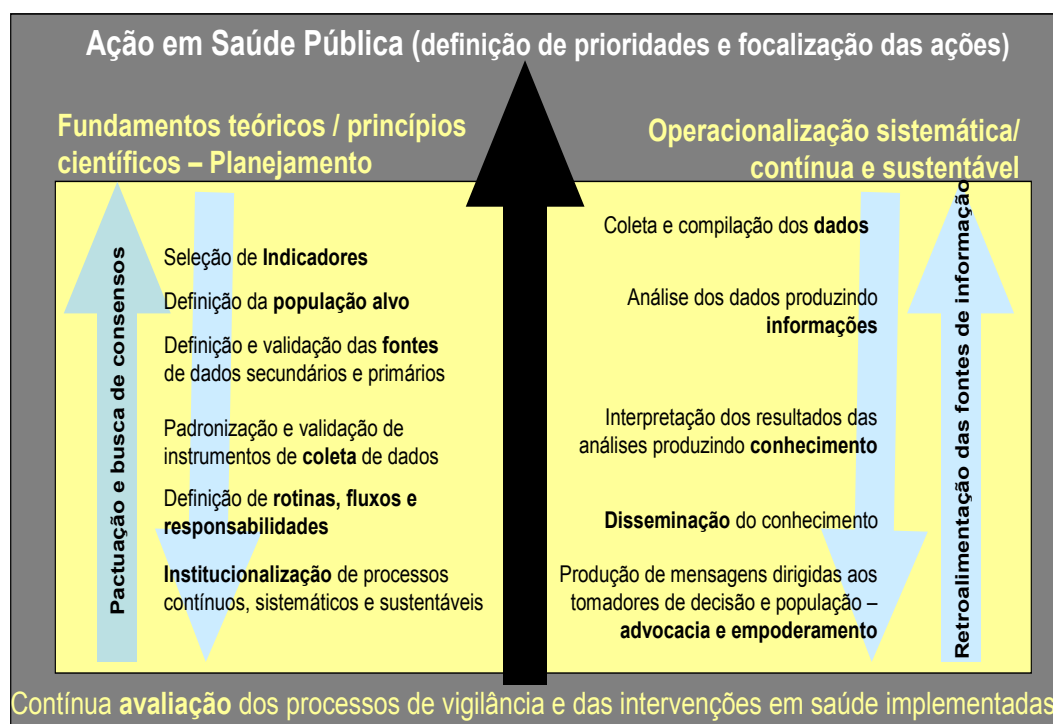 Ação em Saúde Pública (definição de prioridades e focalização das ações)
Fundamentos teóricos / princípios
científicos – Planejamento
Pactuação e busca de consensos
Seleção de Indicadores
Definição da população alvo
Definição e validação das fontes
de dados secundários e primários
Padronização e validação de
instrumentos de coleta de dados
Definição de rotinas, fluxos e
responsabilidades
Institucionalização de processos
contínuos, sistemáticos e sustentáveis
Operacionalização sistemática/
contínua e sustentável
Coleta e compilação dos dados
Análise dos dados produzindo
informações
Interpretação dos resultados das
análises produzindo conhecimento
Disseminação do conhecimento
Produção de mensagens dirigidas aos
tomadores de decisão e população –
advocacia e empoderamento
Retroalimentação das fontes de informação
Contínua avaliação dos processos de vigilância e das intervenções em saúde implementadas